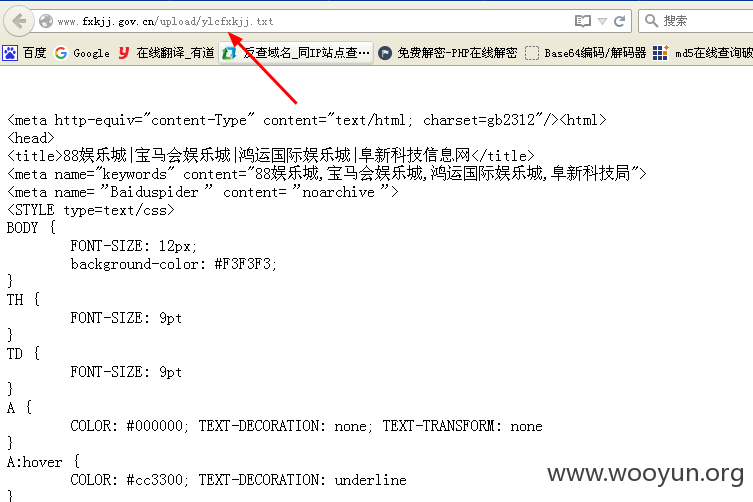 www.fxkjj.gov.cn/upload/ylcfxkjj.txt
搜索
百度 Google 在线翻译_有道 反查域名_同IP站点查… 免费解密-PHP在线解密 Base64编码/解码器 md5在线查询破
<meta http-equiv="content-Type" content="text/html; charset=gb2312"/><html>
<head>
<title>88娱乐城|宝马会娱乐城|鸿运国际娱乐城|阜新科技信息网</title>
<meta name="keywords" content="88娱乐城,宝马会娱乐城,鸿运国际娱乐城,阜新科技局">
<meta name=＂Baiduspider＂ content=＂noarchive＂>
<STYLE type=text/css>
BODY {
FONT-SIZE: 12px;
background-color: #F3F3F3;
}
TH {
FONT-SIZE: 9pt
}
TD {
FONT-SIZE: 9pt
}
A {
COLOR: #000000; TEXT-DECORATION: none; TEXT-TRANSFORM: none
}
A:hover {
COLOR: #cc3300; TEXT-DECORATION: underline
}
www.wooyun.org